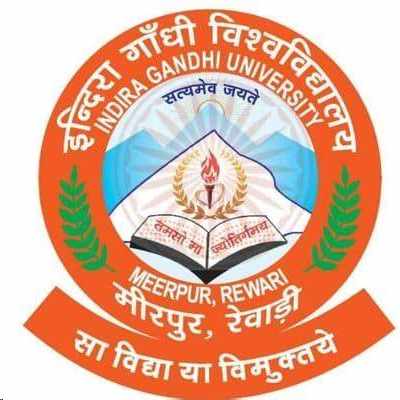 इन्दिरा गाँधी विश्वविद्यालय
INDIRA GANDHI UNIVERSITY
सत्यमेव जयते
तमसो मा ज्योतिर्गमय
MEERPUR, REWARI
मीरपुर, रेवाड़ी
सा विद्या या विमुक्तये